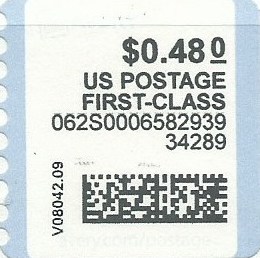 $0.48 0
US POSTAGE
FIRST-CLASS
062S0006582939
34289
V08042.09